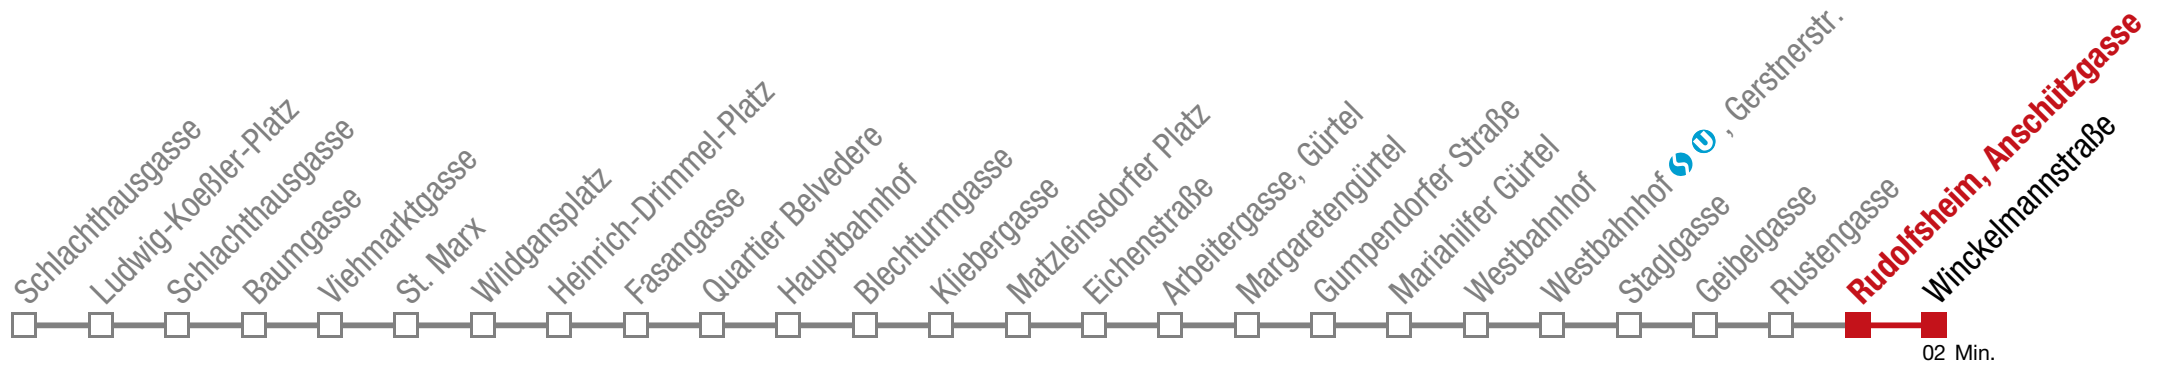 Schlachthausgasse
Ludwig-Koeßler-Platz
Schlachthausgasse
Baumgasse
Viehmarktgasse
St. Marx
Wildgansplatz
Heinrich-Drimmel-Platz
Fasangasse
Quartier Belvedere
Hauptbahnhof
Blechturmgasse
Kliebergasse
Matzleinsdorfer Platz
Eichenstraße
Arbeitergasse, Gürtel
Margaretengürtel
Gumpendorfer Straße
Mariahilfer Gürtel
Westbahnhof
Westbahnhof S U , Gerstnerstr.
Staglgasse
Geibelgasse
Rustengasse
Rudolfsheim, Anschützgasse
Winckelmannstraße
02 Min.